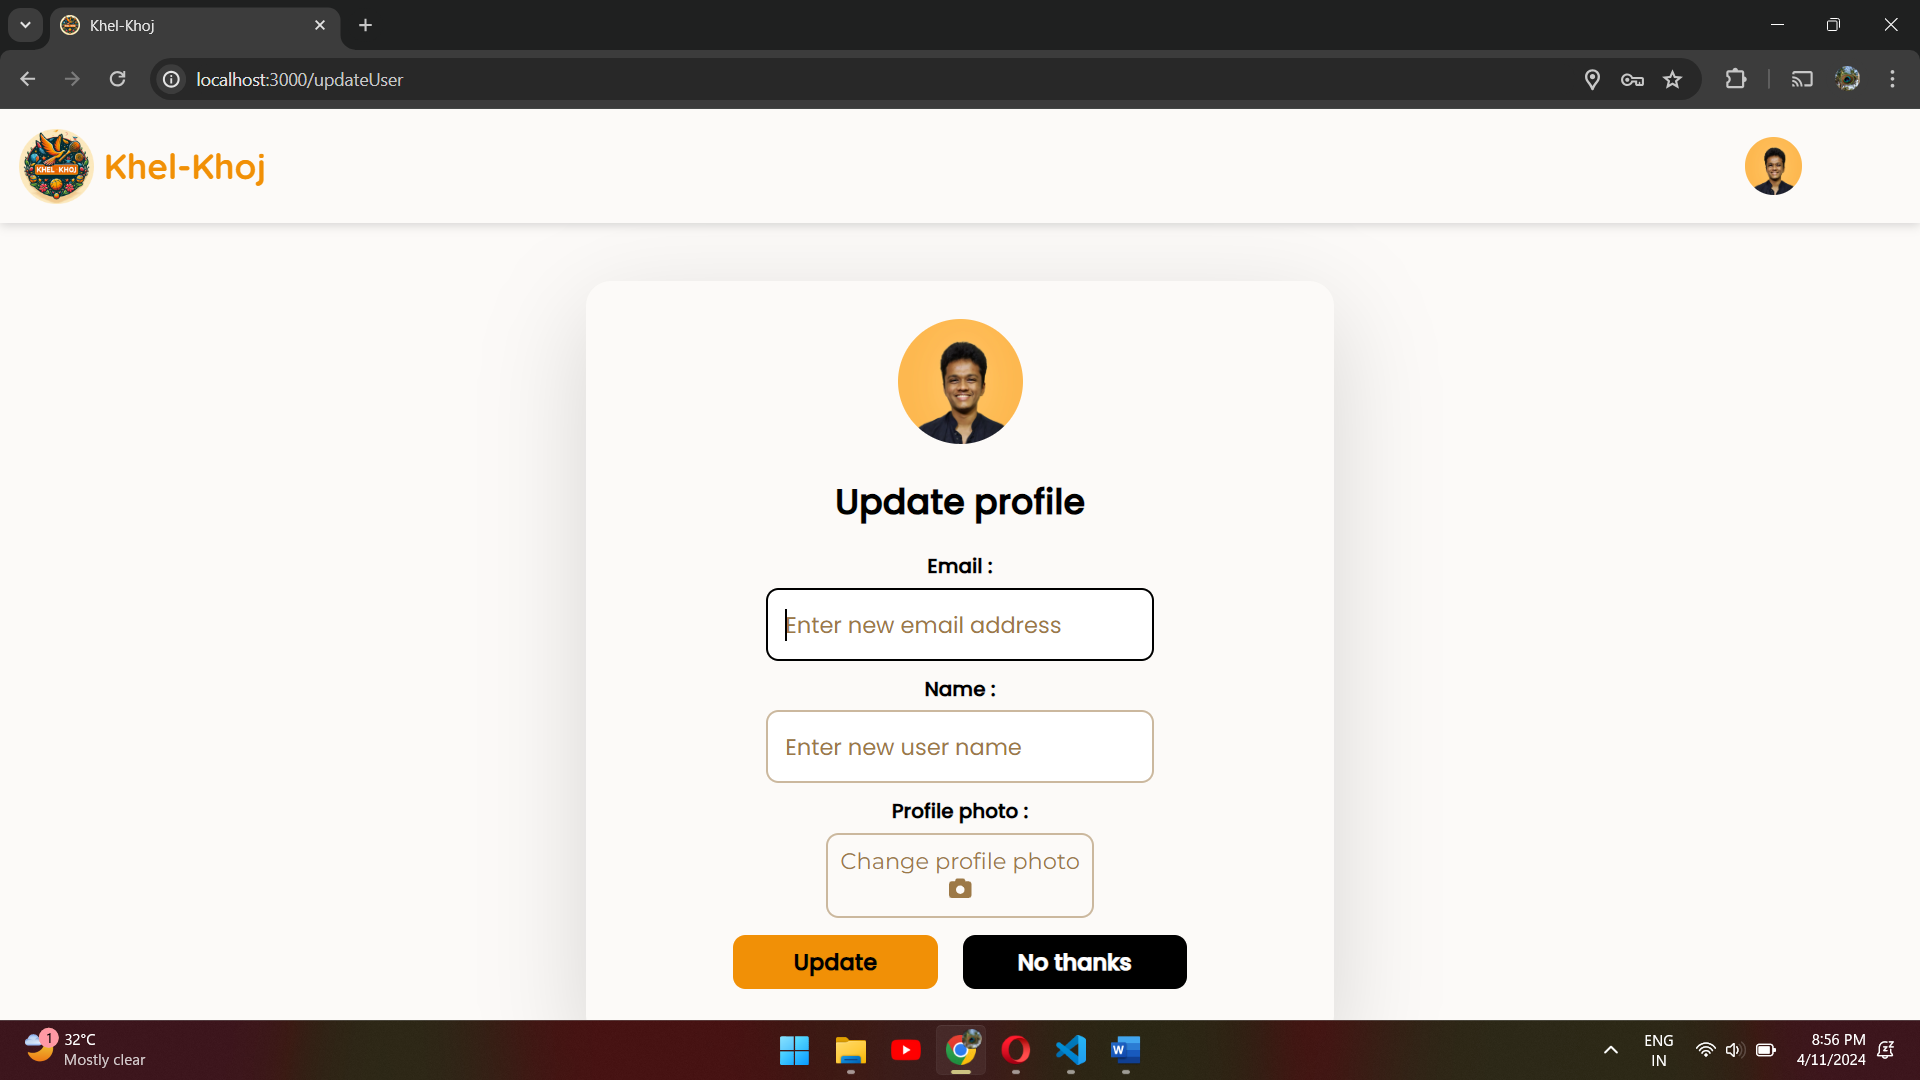 Khel-Khoj
localhost:3000/updateUser
KHEL KHOJ
Khel-Khoj
Update profile
Email :
Enter new email address
Name :
Enter new user name
Profile photo :
Change profile photo
Update
No thanks
1
32°C
Mostly clear
W
ENG
IN
8:56 PM
4/11/2024